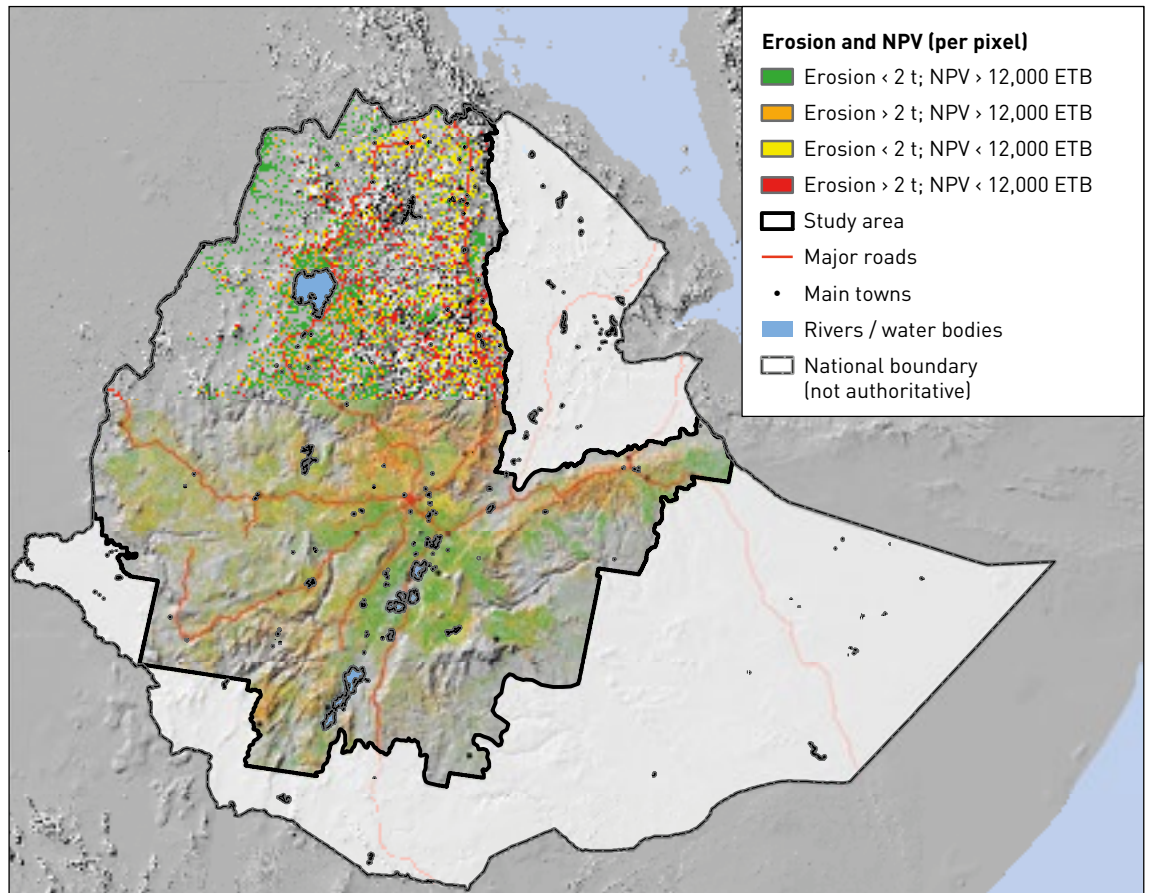 Erosion and NPV (per pixel)
Erosion ‹ 2 t; NPV › 12,000 ETB
Erosion ‹ 2 t; NPV › 12,000 ETB
Erosion ‹ 2 t; NPV ‹ 12,000 ETB
Erosion › 2 t; NPV ‹ 12,000 ETB
Study area
Major roads
Main towns
Rivers / water bodies
National boundary
(not authoritative)